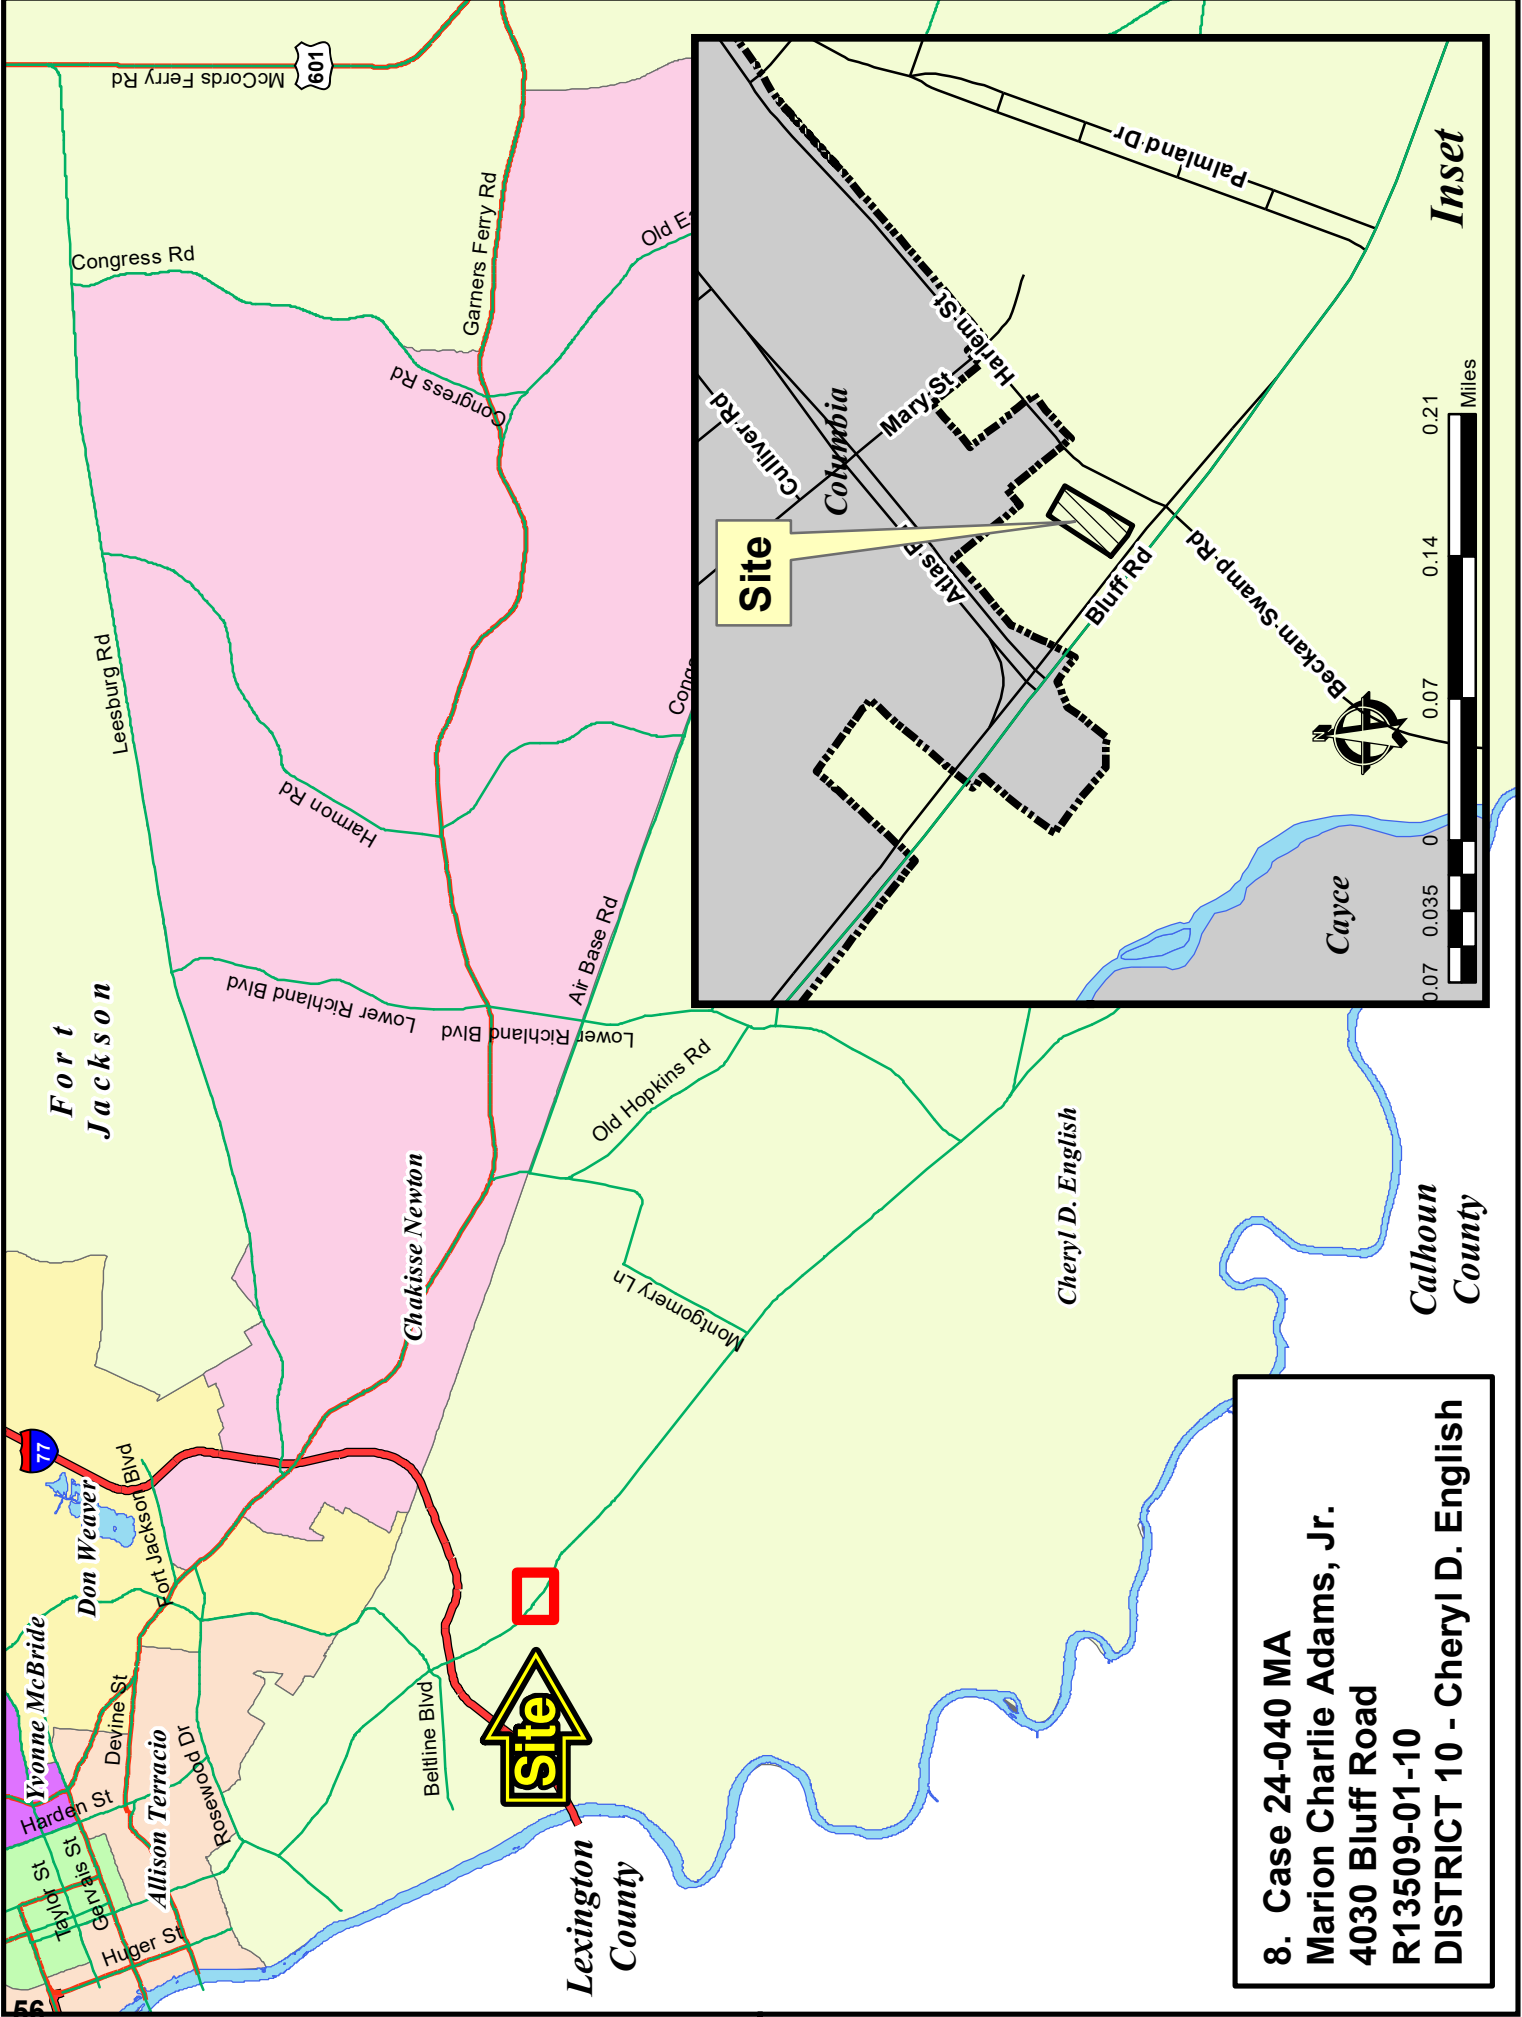 Fort
Jackson
McCords Ferry Rd
601
Congress Rd
Garners Ferry Rd
Congress Rd
Leesburg Rd
Harmon Rd
Lower Richland Blvd
Lower Richland Blvd
Air Base Rd
Old Hopkins Rd
Montgomery Ln
Chakisse Newton
Cheryl D. English
77
Fort Jackson Blvd
Don Weaver
Yvonne McBride
Devine St
Harden St
Allison Terracio
Rosewood Dr
Taylor St
Gervais St
Huger St
Beltline Blvd
Site
Lexington
County
Calhoun
County
56
Site
Culliver Rd
Columbia
Mary St
Harlem St
Palmland Dr
Bluff Rd
Beckam Swamp Rd
Cayce
Inset
N
0.07 0.035 0 0.07 0.14 0.21
Miles
8. Case 24-040 MA
Marion Charlie Adams, Jr.
4030 Bluff Road
R13509-01-10
DISTRICT 10 - Cheryl D. English